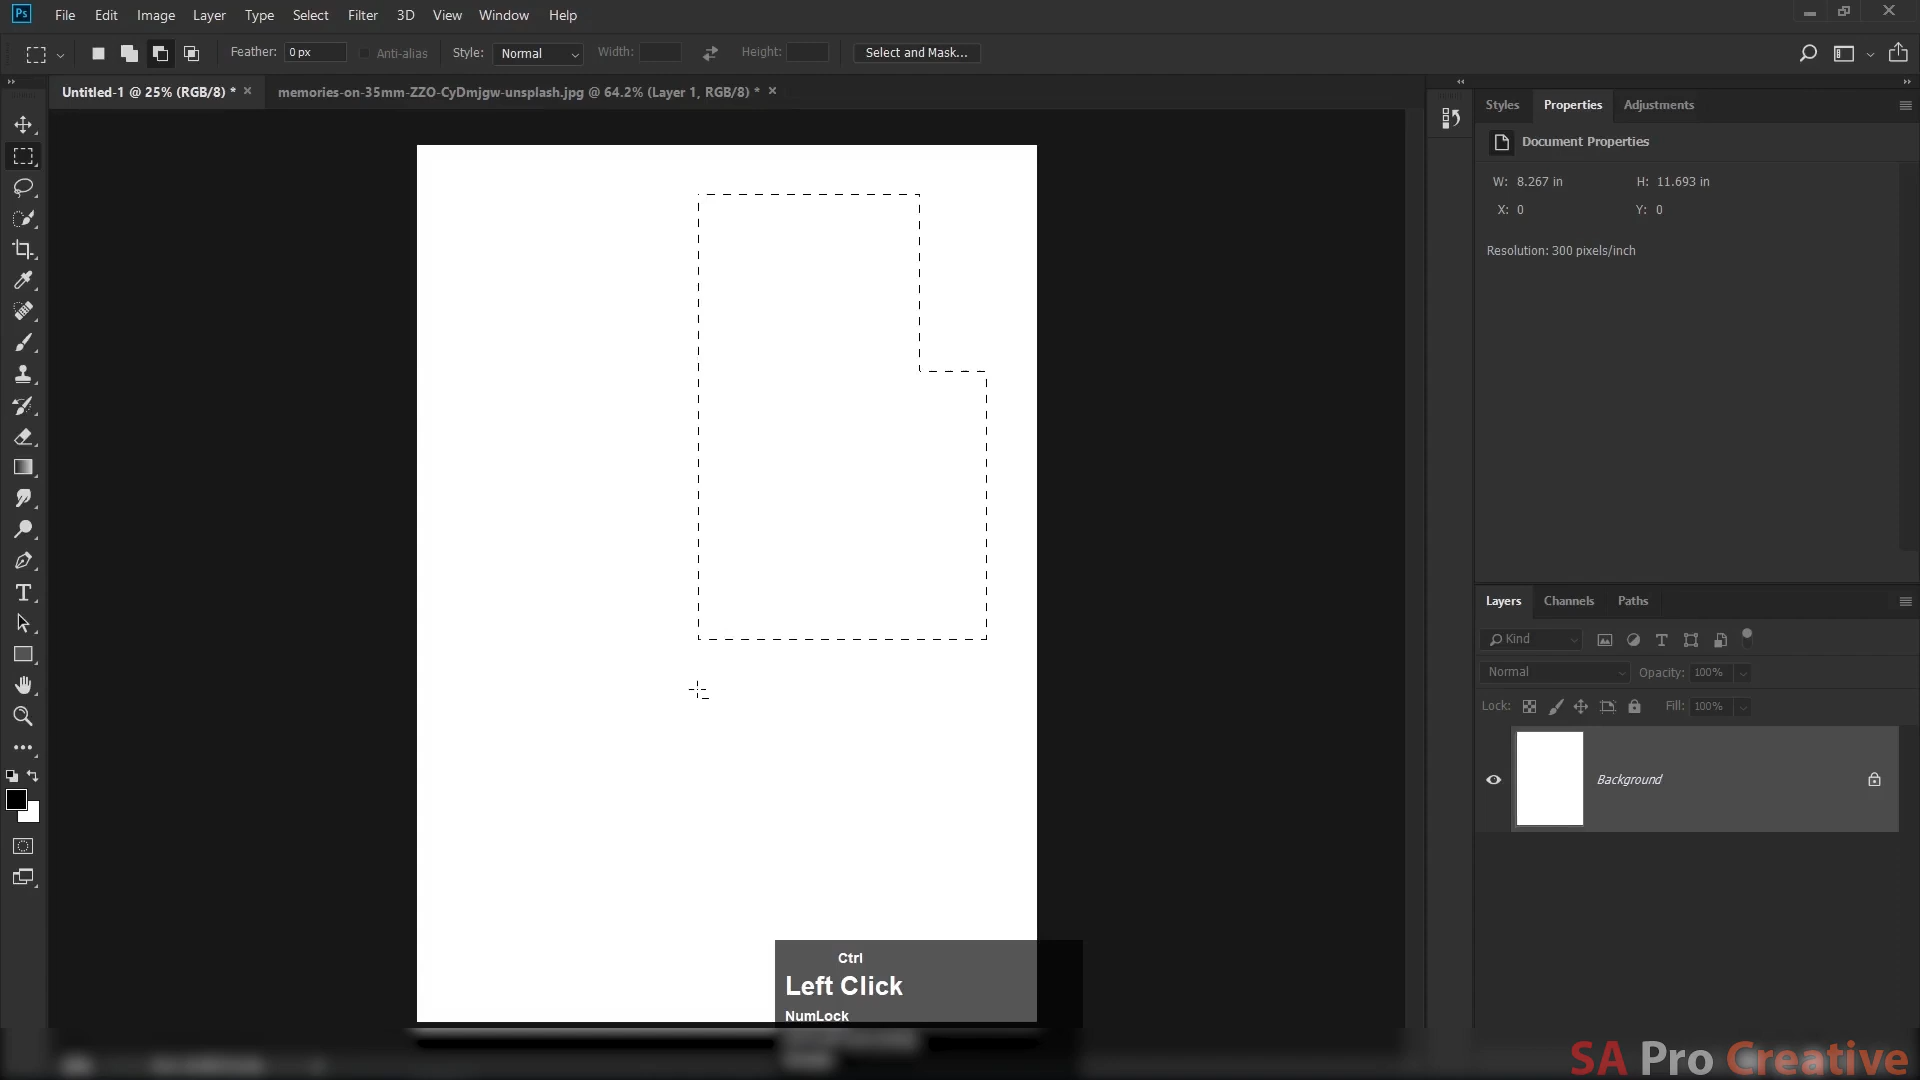 Ps File Edit Image Layer Type Select Filter 3D View Window Help
Feather: 0 px Anti-alias Style: Normal Width: Height: Select and Mask...
Untitled-1 @ 25% (RGB/8) * × memories-on-35mm-ZZO-CyDmjgw-unsplash.jpg @ 64.2% (Layer 1, RGB/8) * ×
Styles Properties Adjustments
Document Properties
W: 8.267 in H: 11.693 in
X: 0 Y: 0
Resolution: 300 pixels/inch
Layers Channels Paths
Kind
Normal Opacity: 100%
Lock: Fill: 100%
Background
Ctrl
Left Click
NumLock
SA Pro Creative